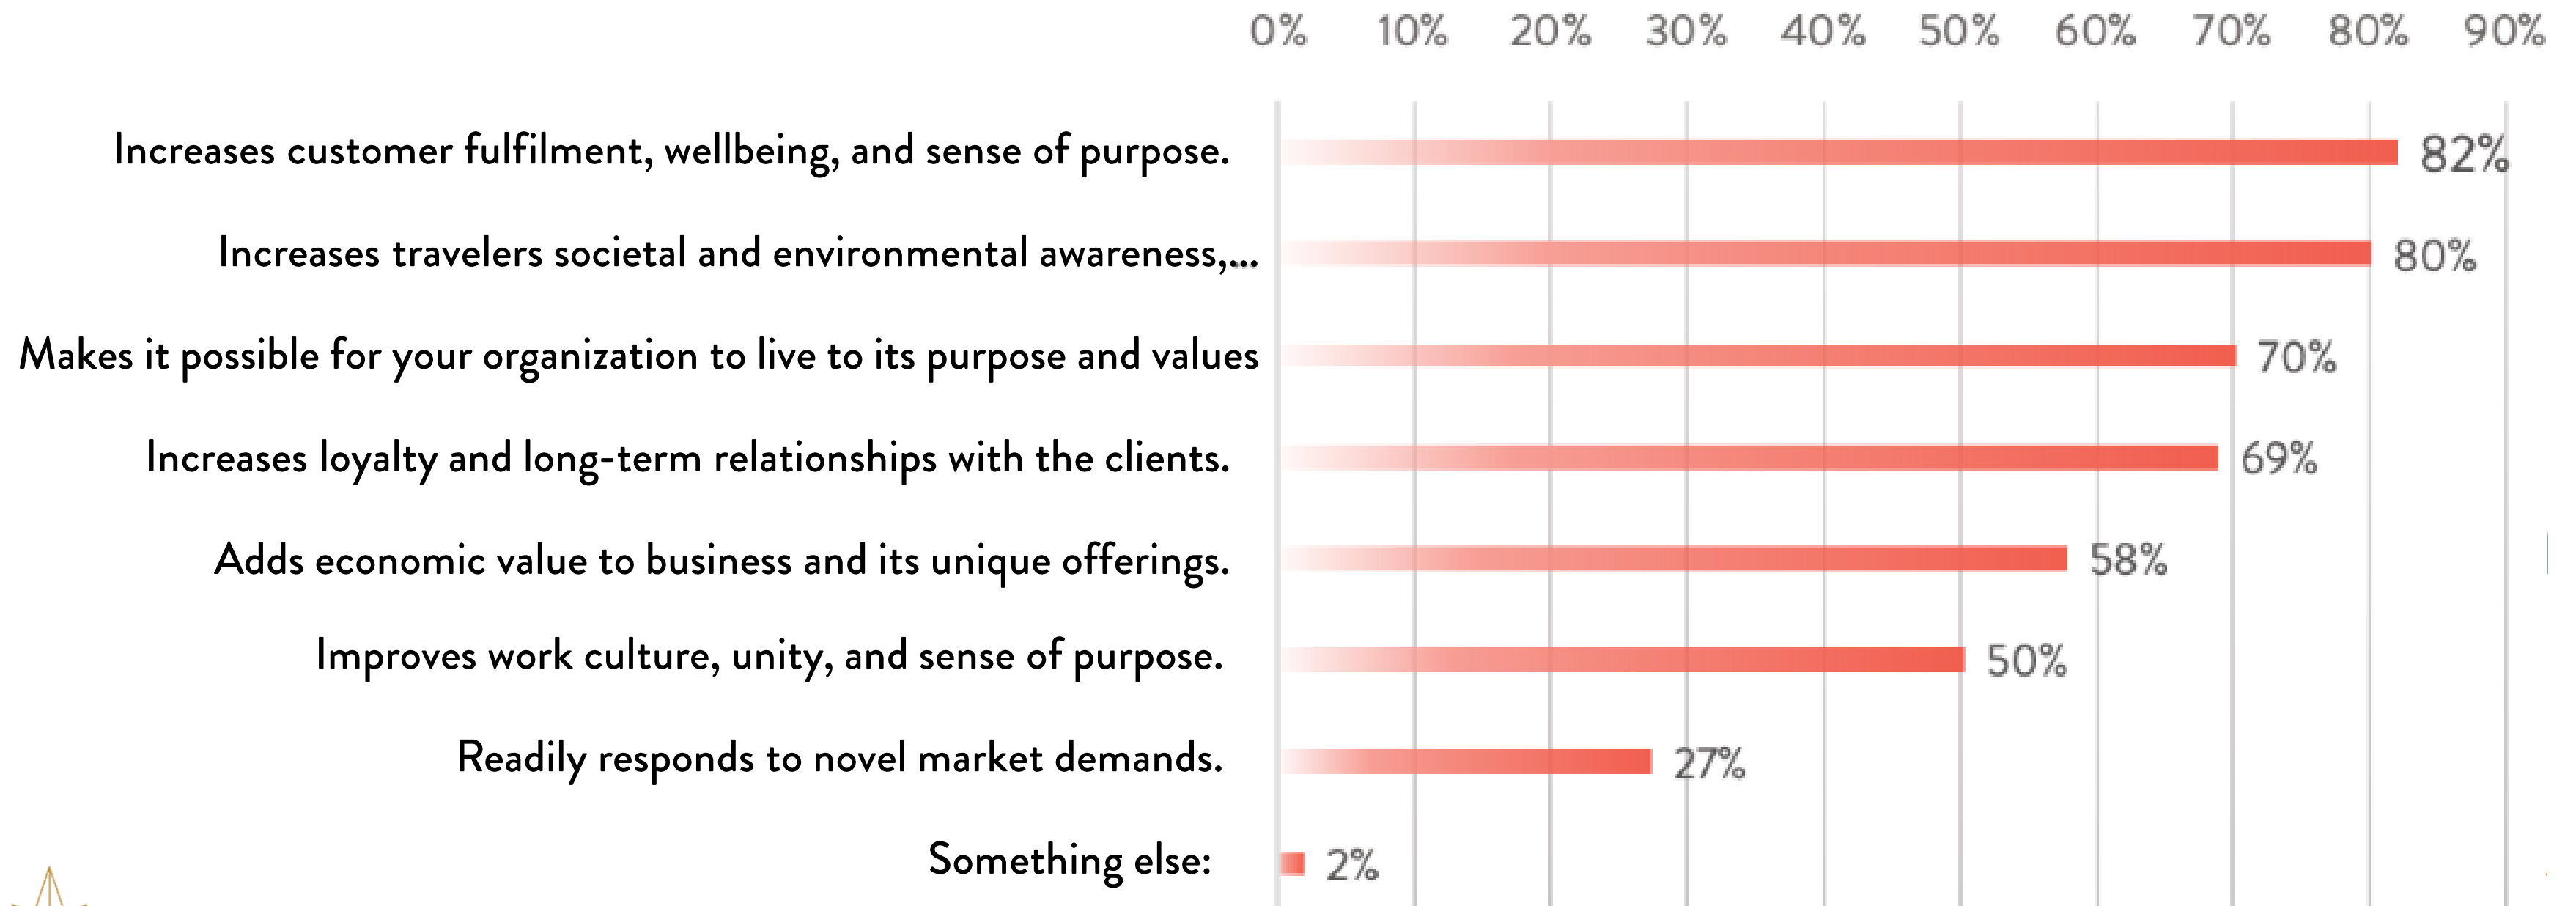 0% 10% 20% 30% 40% 50% 60% 70% 80% 90%
Increases customer fulfilment, wellbeing, and sense of purpose. 82%
Increases travelers societal and environmental awareness,... 80%
Makes it possible for your organization to live to its purpose and values 70%
Increases loyalty and long-term relationships with the clients. 69%
Adds economic value to business and its unique offerings. 58%
Improves work culture, unity, and sense of purpose. 50%
Readily responds to novel market demands. 27%
Something else: 2%